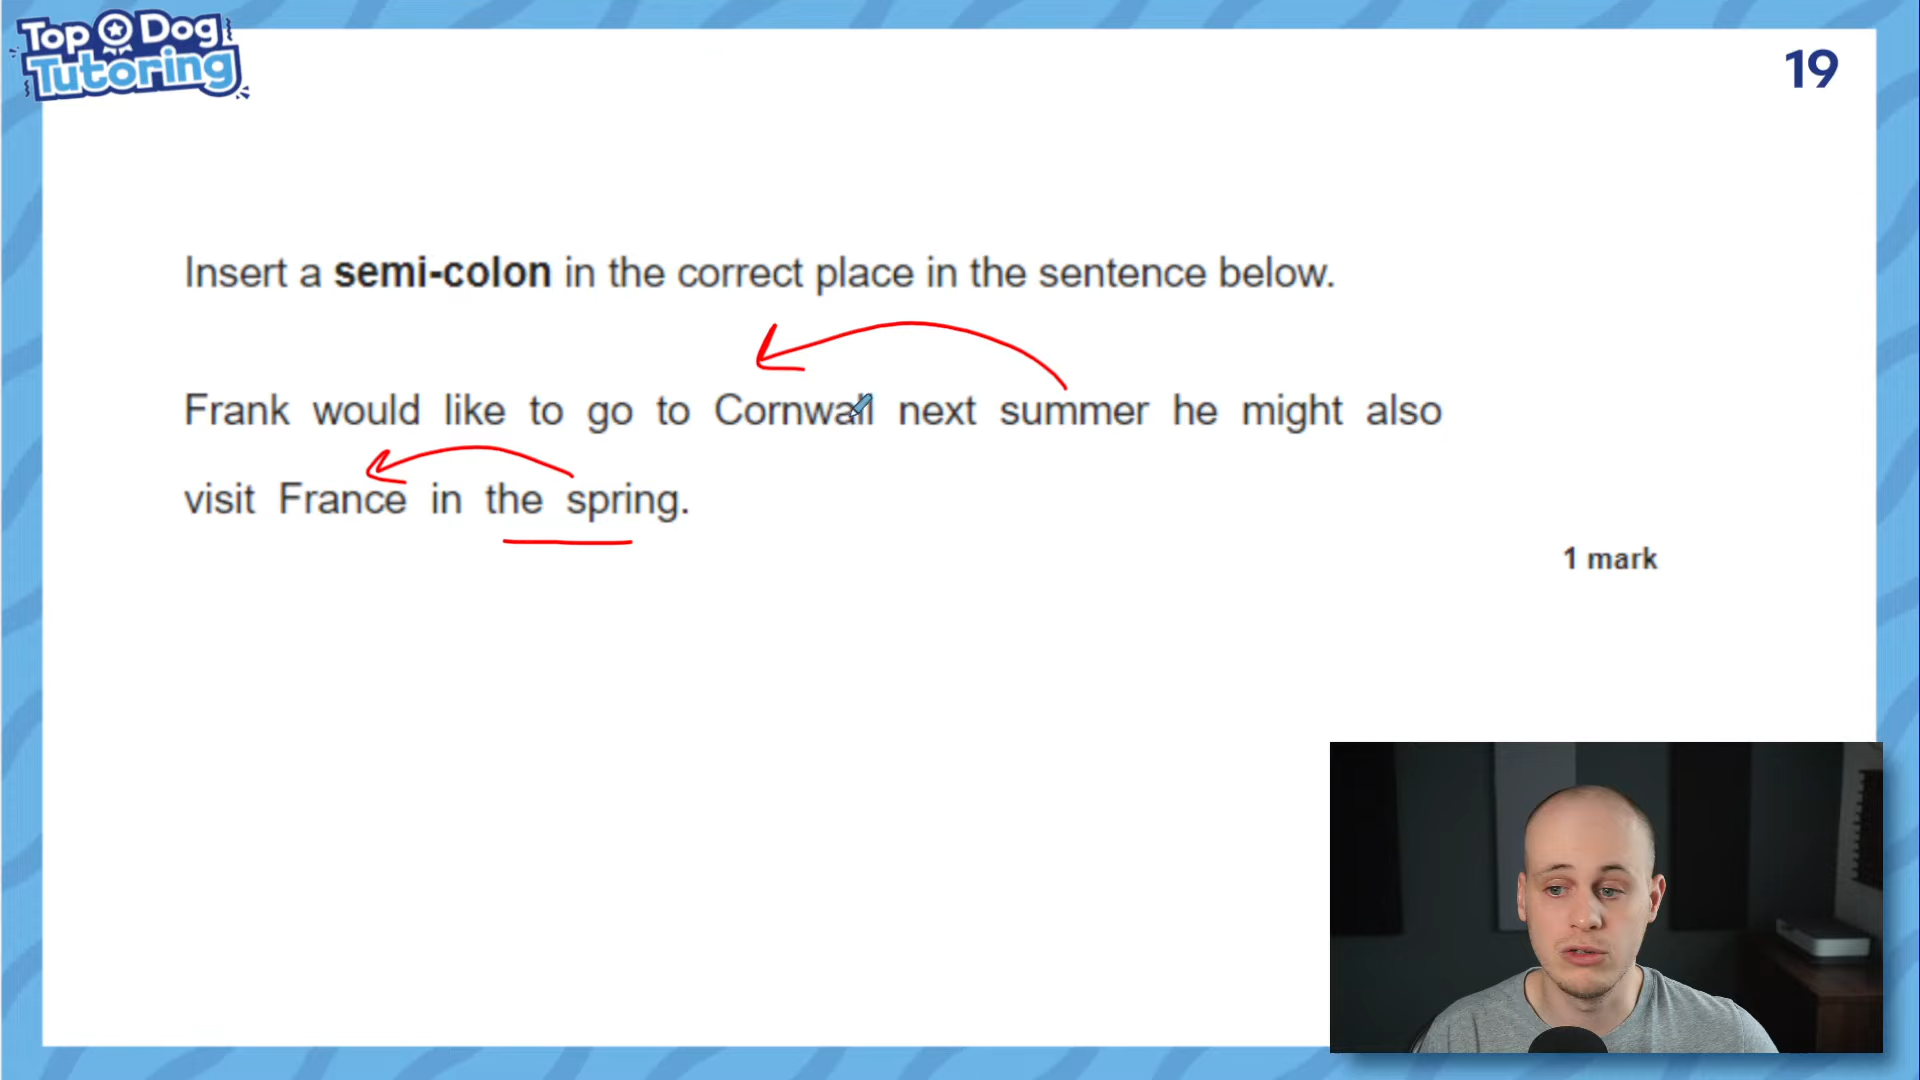 Top Dog
Tutoring
19
Insert a semi-colon in the correct place in the sentence below.
Frank would like to go to Cornwall next summer he might also
visit France in the spring.
1 mark